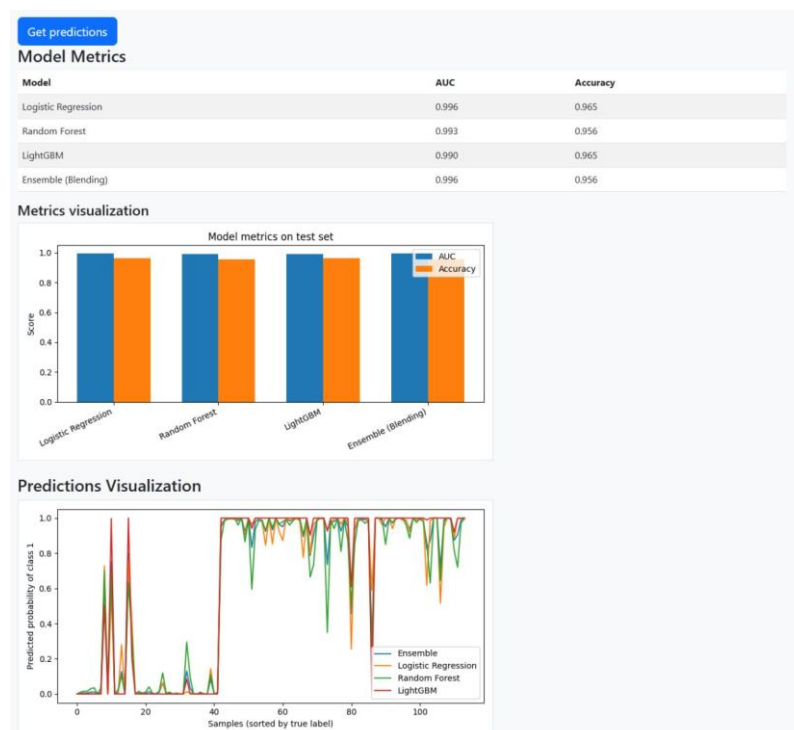 Get predictions
Model Metrics
Model AUC Accuracy
Logistic Regression 0.996 0.965
Random Forest 0.993 0.956
LightGBM 0.990 0.965
Ensemble (Blending) 0.996 0.956
Metrics visualization
Model metrics on test set
AUC
Accuracy
Score
1.0
0.8
0.6
0.4
0.2
0.0
Logistic Regression
Random Forest
LightGBM
Ensemble (Blending)
Predictions Visualization
Predicted probability of class 1
1.0
0.8
0.6
0.4
0.2
0.0
Ensemble
Logistic Regression
Random Forest
LightGBM
0 20 40 60 80 100
Samples (sorted by true label)